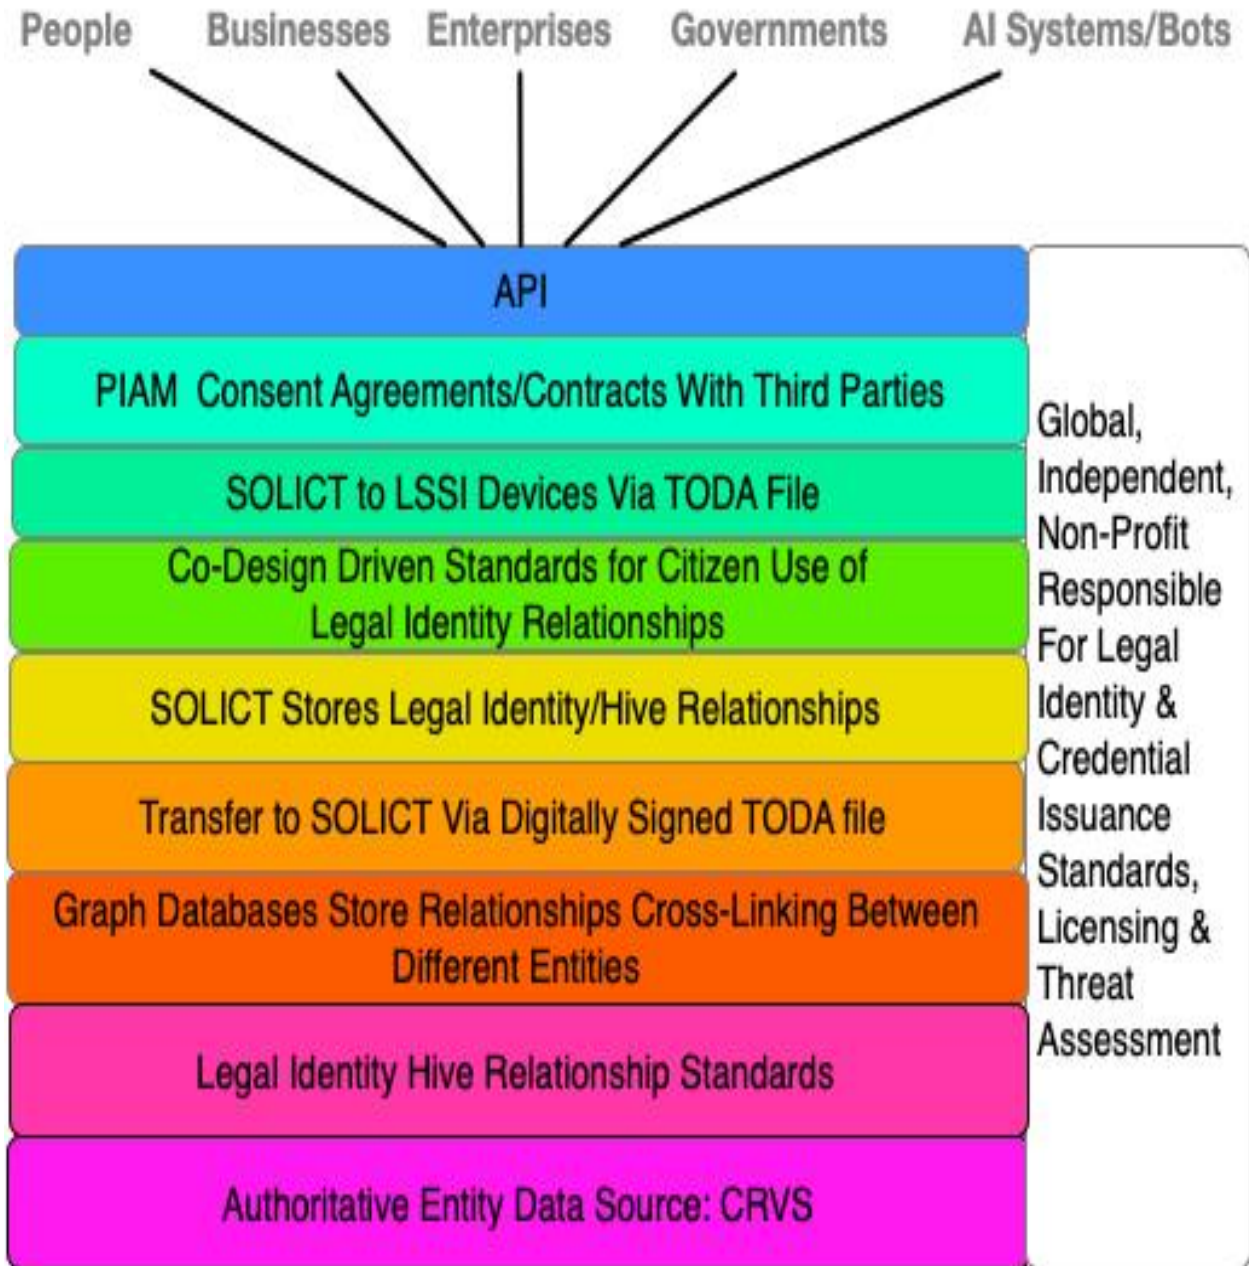 People Businesses Enterprises Governments AI Systems/Bots
API
PIAM Consent Agreements/Contracts With Third Parties
SOLICT to LSSI Devices Via TODA File
Co-Design Driven Standards for Citizen Use of
Legal Identity Relationships
SOLICT Stores Legal Identity/Hive Relationships
Transfer to SOLICT Via Digitally Signed TODA file
Graph Databases Store Relationships Cross-Linking Between
Different Entities
Legal Identity Hive Relationship Standards
Authoritative Entity Data Source: CRVS
Global,
Independent,
Non-Profit
Responsible
For Legal
Identity &
Credential
Issuance
Standards,
Licensing &
Threat
Assessment